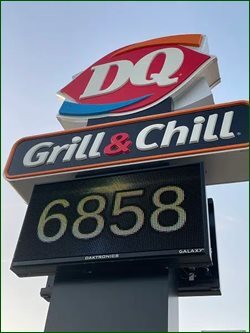 DQ
Grill & Chill
6858
DAKTRONICS GALAXY